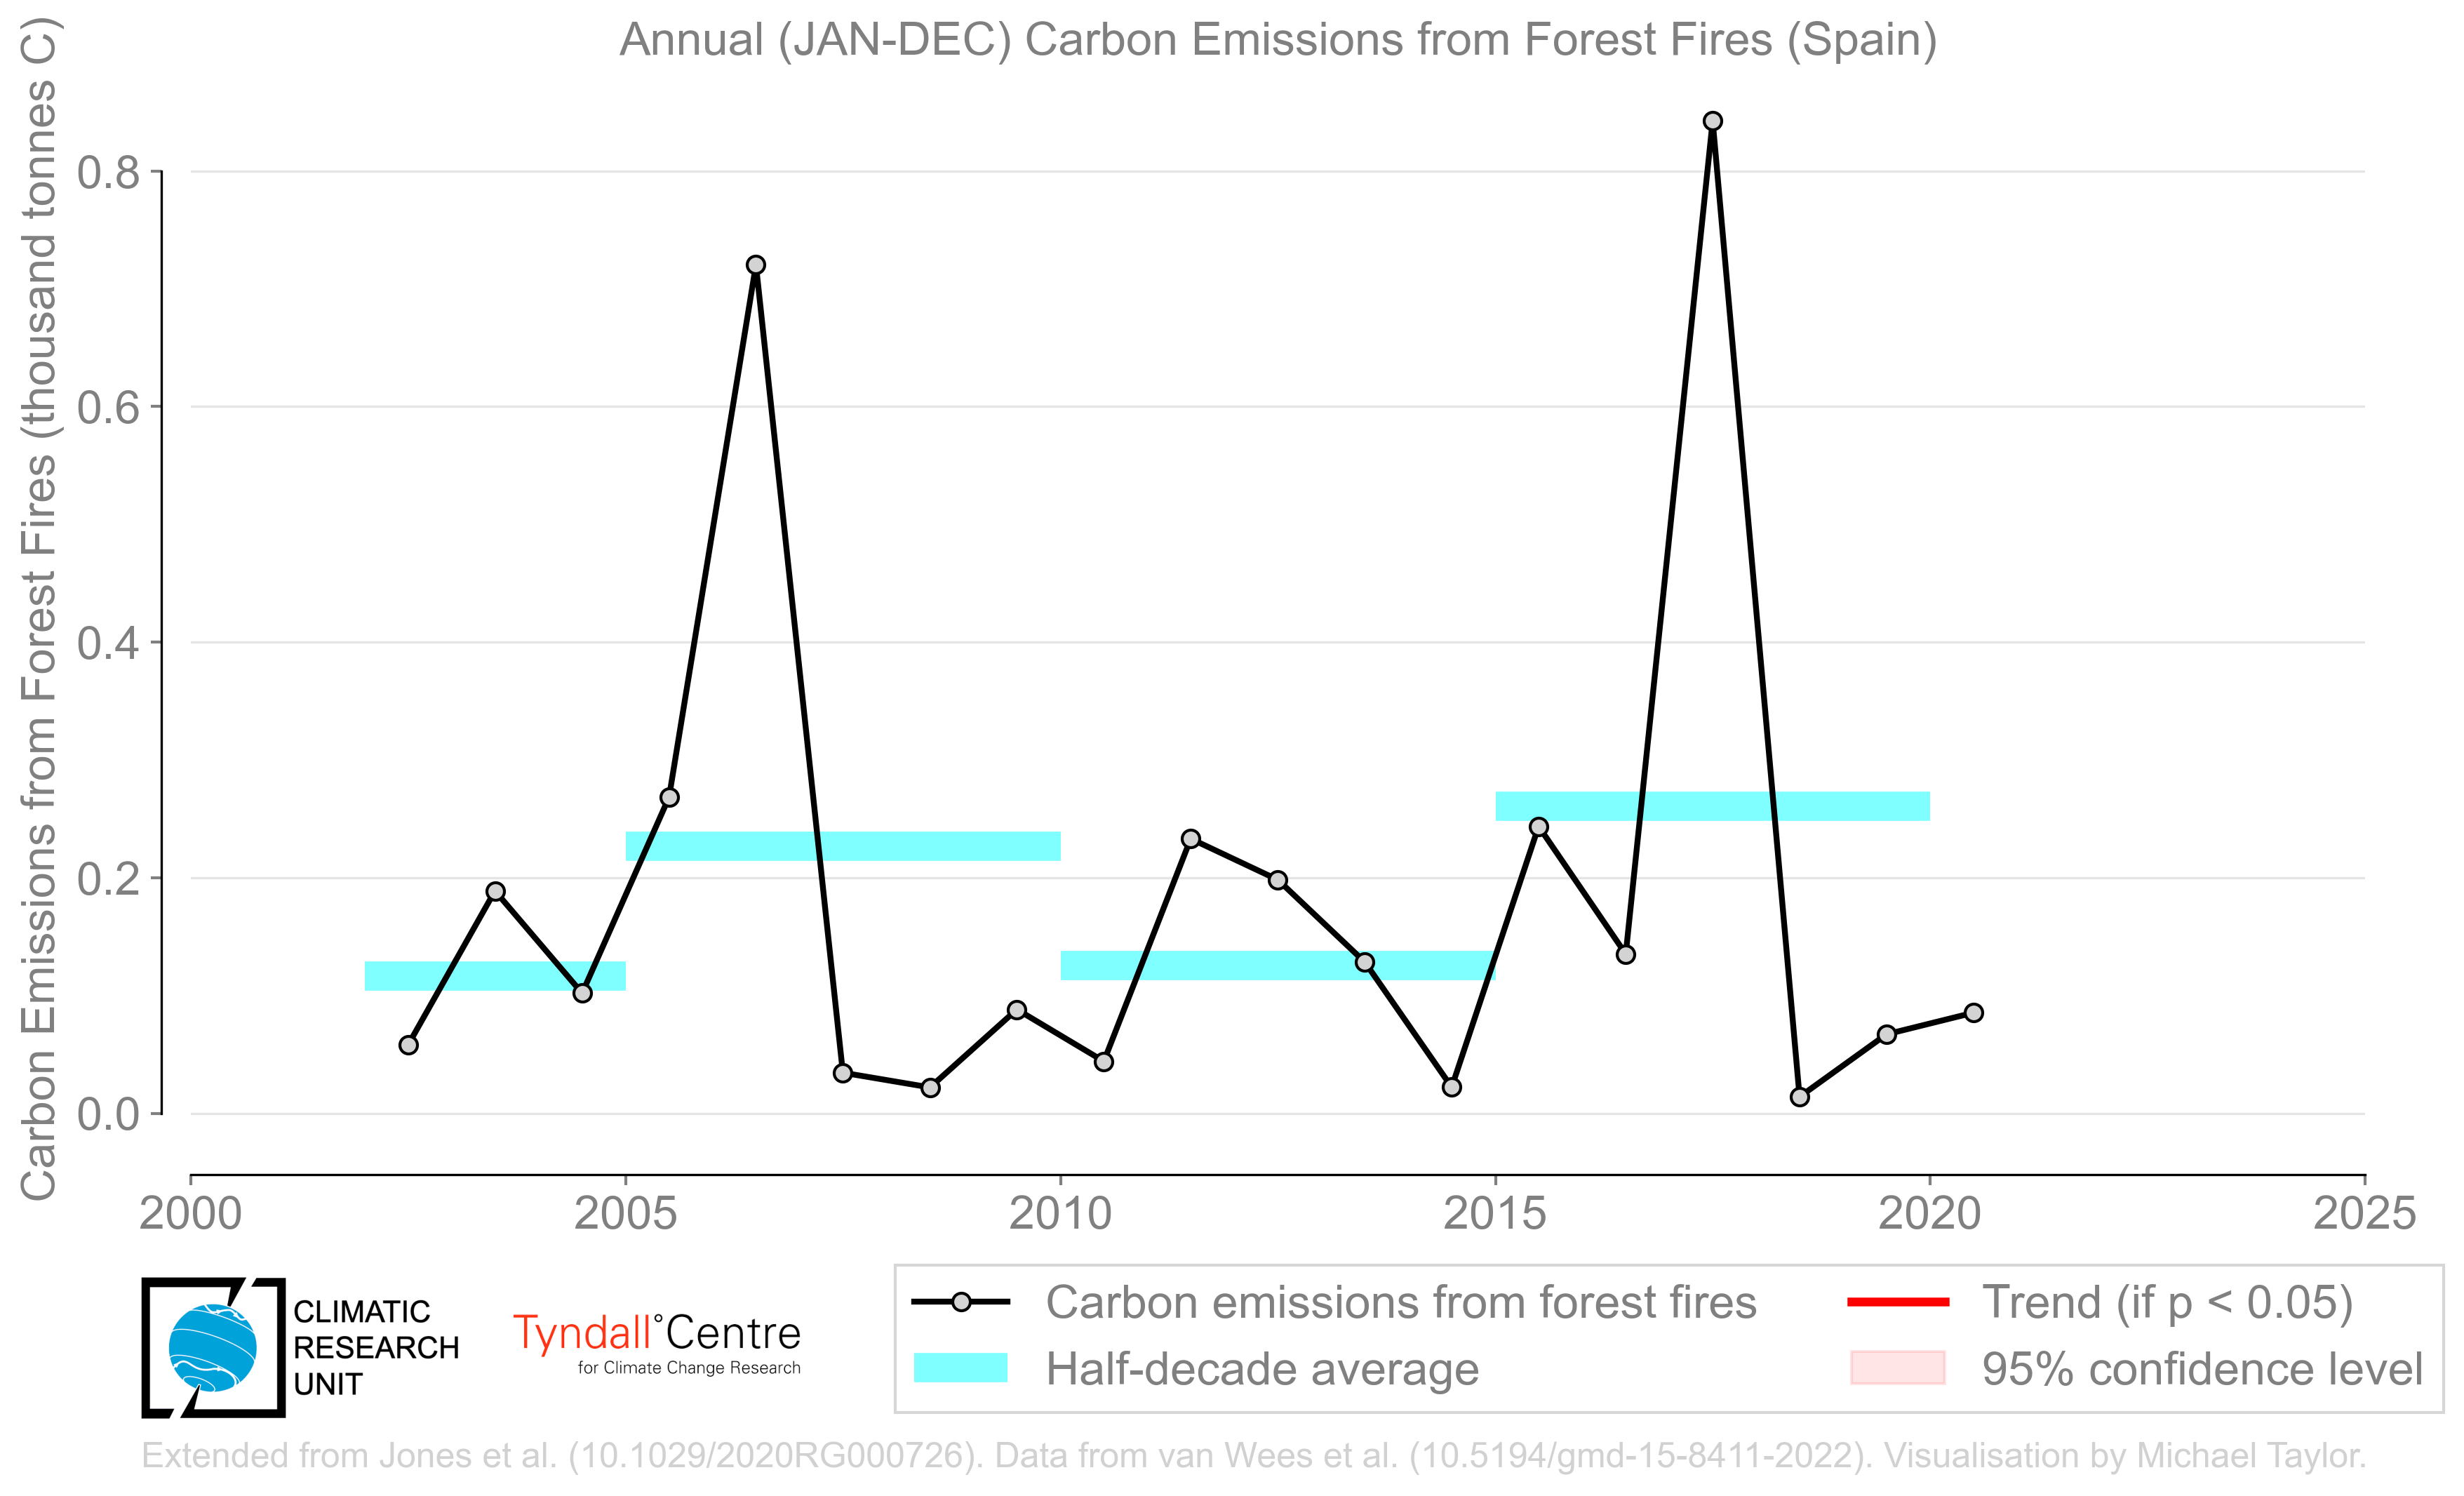 Annual (JAN-DEC) Carbon Emissions from Forest Fires (Spain)
Carbon Emissions from Forest Fires (thousand tonnes C)
0.8
0.6
0.4
0.2
0.0
2000 2005 2010 2015 2020 2025
CLIMATIC
RESEARCH
UNIT
Tyndall°Centre
for Climate Change Research
Carbon emissions from forest fires
Half-decade average
Trend (if p < 0.05)
95% confidence level
Extended from Jones et al. (10.1029/2020RG000726). Data from van Wees et al. (10.5194/gmd-15-8411-2022). Visualisation by Michael Taylor.